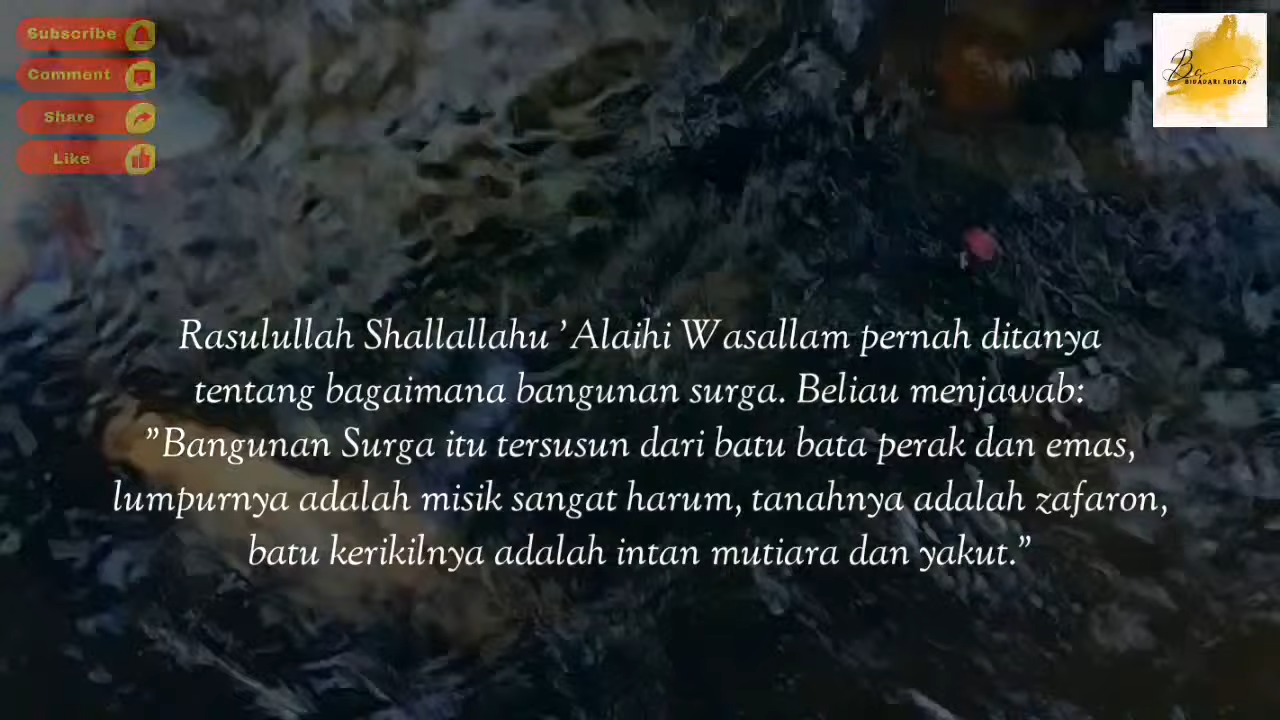 Subscribe
Comment
Share
Like
BIDADARI SURGA
Rasulullah Shallallahu 'Alaihi Wasallam pernah ditanya
tentang bagaimana bangunan surga. Beliau menjawab:
"Bangunan Surga itu tersusun dari batu bata perak dan emas,
lumpurnya adalah misik sangat harum, tanahnya adalah zafaron,
batu kerikilnya adalah intan mutiara dan yakut."